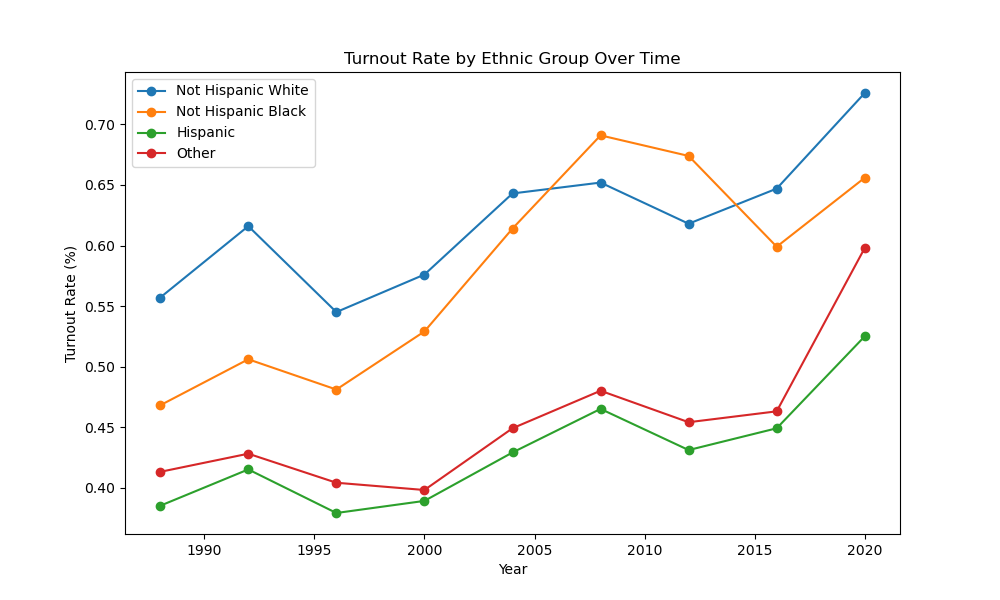 Turnout Rate by Ethnic Group Over Time
Not Hispanic White
Not Hispanic Black
Hispanic
Other
Turnout Rate (%)
0.70
0.65
0.60
0.55
0.50
0.45
0.40
1990 1995 2000 2005 2010 2015 2020
Year